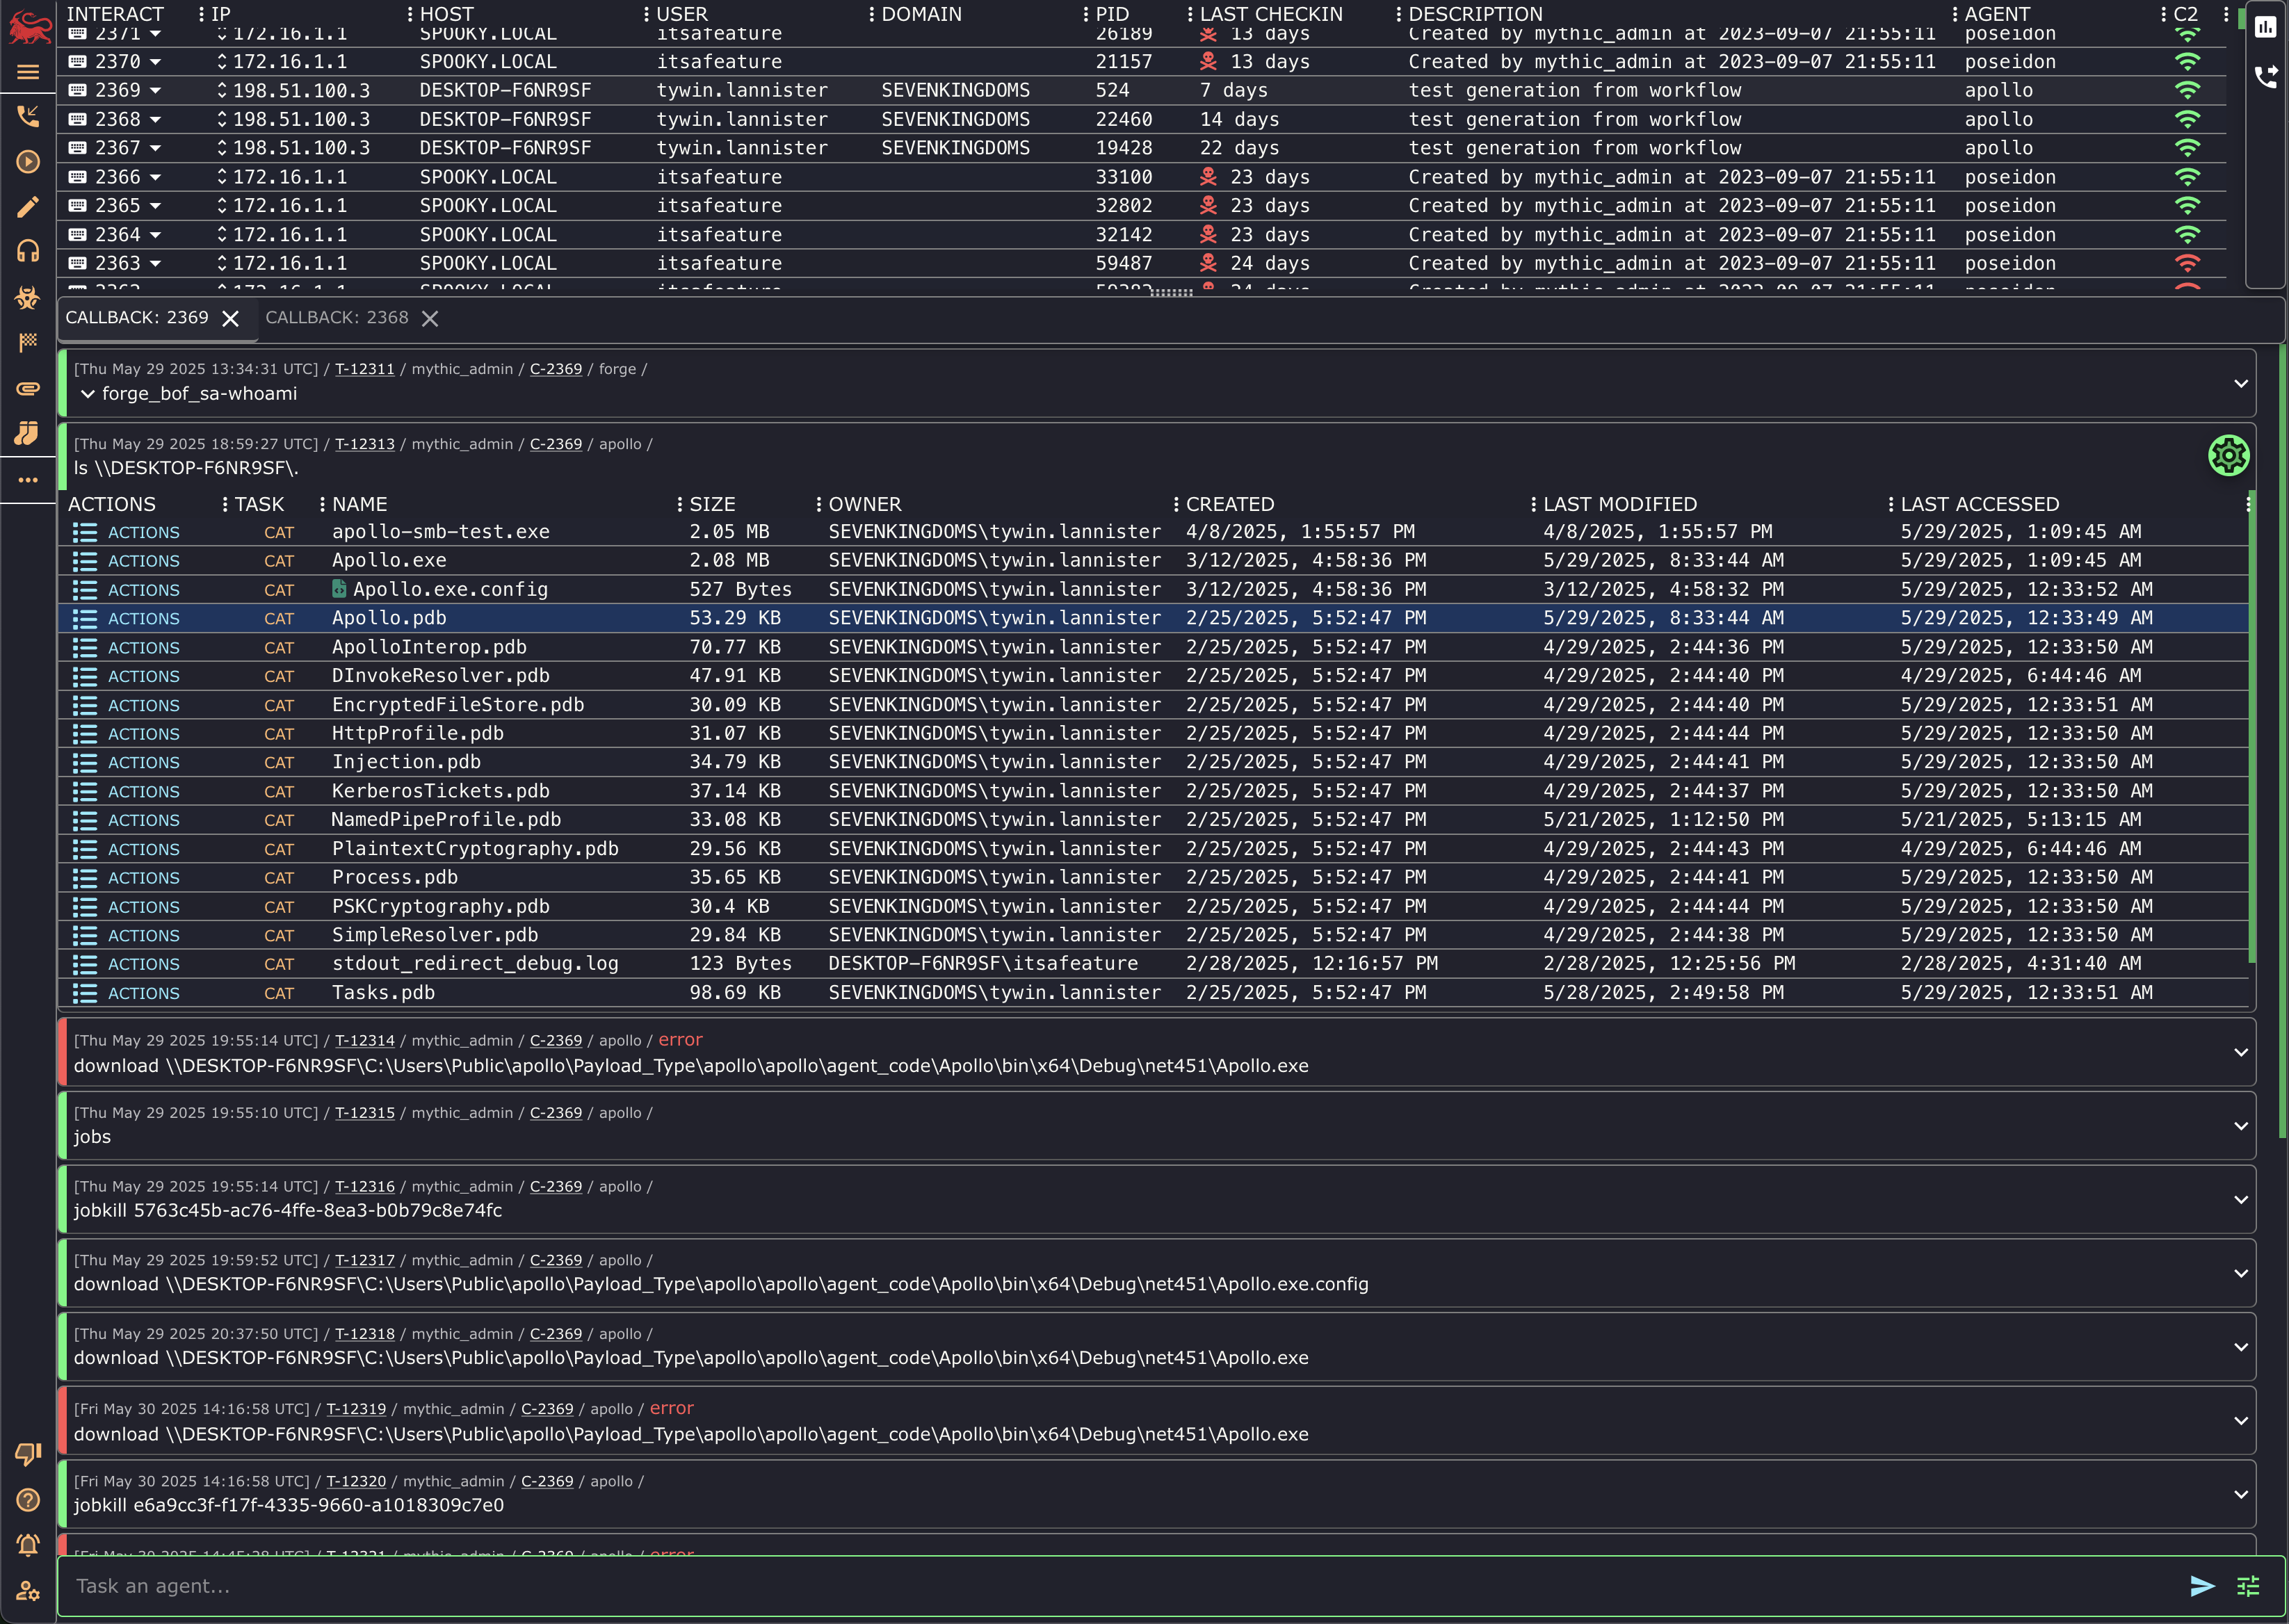 INTERACT IP HOST USER DOMAIN PID LAST CHECKIN DESCRIPTION AGENT C2
2371 172.16.1.1 SPOOKY.LOCAL itsafeature 26189 13 days Created by mythic_admin at 2023-09-07 21:55:11 poseidon
2370 172.16.1.1 SPOOKY.LOCAL itsafeature 21157 13 days Created by mythic_admin at 2023-09-07 21:55:11 poseidon
2369 198.51.100.3 DESKTOP-F6NR9SF tywin.lannister SEVENKINGDOMS 524 7 days test generation from workflow apollo
2368 198.51.100.3 DESKTOP-F6NR9SF tywin.lannister SEVENKINGDOMS 22460 14 days test generation from workflow apollo
2367 198.51.100.3 DESKTOP-F6NR9SF tywin.lannister SEVENKINGDOMS 19428 22 days test generation from workflow apollo
2366 172.16.1.1 SPOOKY.LOCAL itsafeature 33100 23 days Created by mythic_admin at 2023-09-07 21:55:11 poseidon
2365 172.16.1.1 SPOOKY.LOCAL itsafeature 32802 23 days Created by mythic_admin at 2023-09-07 21:55:11 poseidon
2364 172.16.1.1 SPOOKY.LOCAL itsafeature 32142 23 days Created by mythic_admin at 2023-09-07 21:55:11 poseidon
2363 172.16.1.1 SPOOKY.LOCAL itsafeature 59487 24 days Created by mythic_admin at 2023-09-07 21:55:11 poseidon
CALLBACK: 2369 CALLBACK: 2368
[Thu May 29 2025 13:34:31 UTC] / T-12311 / mythic_admin / C-2369 / forge /
forge_bof_sa-whoami
[Thu May 29 2025 18:59:27 UTC] / T-12313 / mythic_admin / C-2369 / apollo /
ls \\DESKTOP-F6NR9SF\.
ACTIONS TASK NAME SIZE OWNER CREATED LAST MODIFIED LAST ACCESSED
ACTIONS CAT apollo-smb-test.exe 2.05 MB SEVENKINGDOMS\tywin.lannister 4/8/2025, 1:55:57 PM 4/8/2025, 1:55:57 PM 5/29/2025, 1:09:45 AM
ACTIONS CAT Apollo.exe 2.08 MB SEVENKINGDOMS\tywin.lannister 3/12/2025, 4:58:36 PM 5/29/2025, 8:33:44 AM 5/29/2025, 1:09:45 AM
ACTIONS CAT Apollo.exe.config 527 Bytes SEVENKINGDOMS\tywin.lannister 3/12/2025, 4:58:36 PM 3/12/2025, 4:58:32 PM 5/29/2025, 12:33:52 AM
ACTIONS CAT Apollo.pdb 53.29 KB SEVENKINGDOMS\tywin.lannister 2/25/2025, 5:52:47 PM 5/29/2025, 8:33:44 AM 5/29/2025, 12:33:49 AM
ACTIONS CAT ApolloInterop.pdb 70.77 KB SEVENKINGDOMS\tywin.lannister 2/25/2025, 5:52:47 PM 4/29/2025, 2:44:36 PM 5/29/2025, 12:33:50 AM
ACTIONS CAT DInvokeResolver.pdb 47.91 KB SEVENKINGDOMS\tywin.lannister 2/25/2025, 5:52:47 PM 4/29/2025, 2:44:40 PM 4/29/2025, 6:44:46 AM
ACTIONS CAT EncryptedFileStore.pdb 30.09 KB SEVENKINGDOMS\tywin.lannister 2/25/2025, 5:52:47 PM 4/29/2025, 2:44:40 PM 5/29/2025, 12:33:51 AM
ACTIONS CAT HttpProfile.pdb 31.07 KB SEVENKINGDOMS\tywin.lannister 2/25/2025, 5:52:47 PM 4/29/2025, 2:44:44 PM 5/29/2025, 12:33:50 AM
ACTIONS CAT Injection.pdb 34.79 KB SEVENKINGDOMS\tywin.lannister 2/25/2025, 5:52:47 PM 4/29/2025, 2:44:41 PM 5/29/2025, 12:33:50 AM
ACTIONS CAT KerberosTickets.pdb 37.14 KB SEVENKINGDOMS\tywin.lannister 2/25/2025, 5:52:47 PM 4/29/2025, 2:44:37 PM 5/29/2025, 12:33:50 AM
ACTIONS CAT NamedPipeProfile.pdb 33.08 KB SEVENKINGDOMS\tywin.lannister 2/25/2025, 5:52:47 PM 5/21/2025, 1:12:50 PM 5/21/2025, 5:13:15 AM
ACTIONS CAT PlaintextCryptography.pdb 29.56 KB SEVENKINGDOMS\tywin.lannister 2/25/2025, 5:52:47 PM 4/29/2025, 2:44:43 PM 4/29/2025, 6:44:46 AM
ACTIONS CAT Process.pdb 35.65 KB SEVENKINGDOMS\tywin.lannister 2/25/2025, 5:52:47 PM 4/29/2025, 2:44:41 PM 5/29/2025, 12:33:50 AM
ACTIONS CAT PSKCryptography.pdb 30.4 KB SEVENKINGDOMS\tywin.lannister 2/25/2025, 5:52:47 PM 4/29/2025, 2:44:44 PM 5/29/2025, 12:33:50 AM
ACTIONS CAT SimpleResolver.pdb 29.84 KB SEVENKINGDOMS\tywin.lannister 2/25/2025, 5:52:47 PM 4/29/2025, 2:44:38 PM 5/29/2025, 12:33:50 AM
ACTIONS CAT stdout_redirect_debug.log 123 Bytes DESKTOP-F6NR9SF\itsafeature 2/28/2025, 12:16:57 PM 2/28/2025, 12:25:56 PM 2/28/2025, 4:31:40 AM
ACTIONS CAT Tasks.pdb 98.69 KB SEVENKINGDOMS\tywin.lannister 2/25/2025, 5:52:47 PM 5/28/2025, 2:49:58 PM 5/29/2025, 12:33:51 AM
[Thu May 29 2025 19:55:14 UTC] / T-12314 / mythic_admin / C-2369 / apollo / error
download \\DESKTOP-F6NR9SF\C:\Users\Public\apollo\Payload_Type\apollo\apollo\agent_code\Apollo\bin\x64\Debug\net451\Apollo.exe
[Thu May 29 2025 19:55:10 UTC] / T-12315 / mythic_admin / C-2369 / apollo /
jobs
[Thu May 29 2025 19:55:14 UTC] / T-12316 / mythic_admin / C-2369 / apollo /
jobkill 5763c45b-ac76-4ffe-8ea3-b0b79c8e74fc
[Thu May 29 2025 19:59:52 UTC] / T-12317 / mythic_admin / C-2369 / apollo /
download \\DESKTOP-F6NR9SF\C:\Users\Public\apollo\Payload_Type\apollo\apollo\agent_code\Apollo\bin\x64\Debug\net451\Apollo.exe.config
[Thu May 29 2025 20:37:50 UTC] / T-12318 / mythic_admin / C-2369 / apollo /
download \\DESKTOP-F6NR9SF\C:\Users\Public\apollo\Payload_Type\apollo\apollo\agent_code\Apollo\bin\x64\Debug\net451\Apollo.exe
[Fri May 30 2025 14:16:58 UTC] / T-12319 / mythic_admin / C-2369 / apollo / error
download \\DESKTOP-F6NR9SF\C:\Users\Public\apollo\Payload_Type\apollo\apollo\agent_code\Apollo\bin\x64\Debug\net451\Apollo.exe
[Fri May 30 2025 14:16:58 UTC] / T-12320 / mythic_admin / C-2369 / apollo /
jobkill e6a9cc3f-f17f-4335-9660-a1018309c7e0
Task an agent...